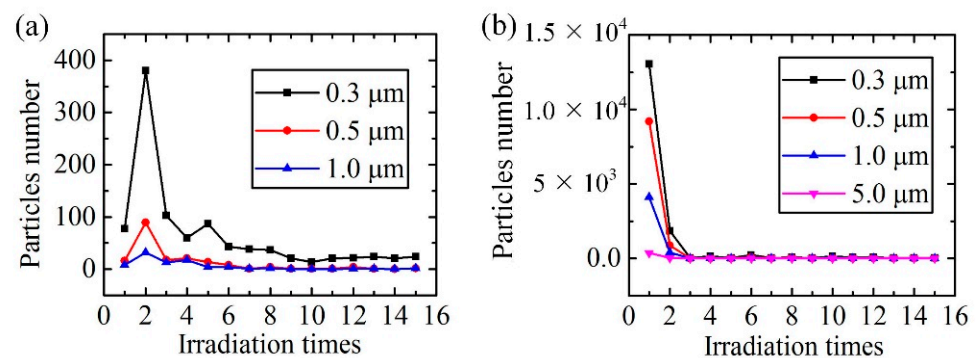 (a)
Particles number
400
300
200
100
0
0 2 4 6 8 10 12 14 16
Irradiation times
0.3 μm
0.5 μm
1.0 μm
(b)
Particles number
1.5 × 10⁴
1.0 × 10⁴
5 × 10³
0.0
0 2 4 6 8 10 12 14 16
Irradiation times
0.3 μm
0.5 μm
1.0 μm
5.0 μm